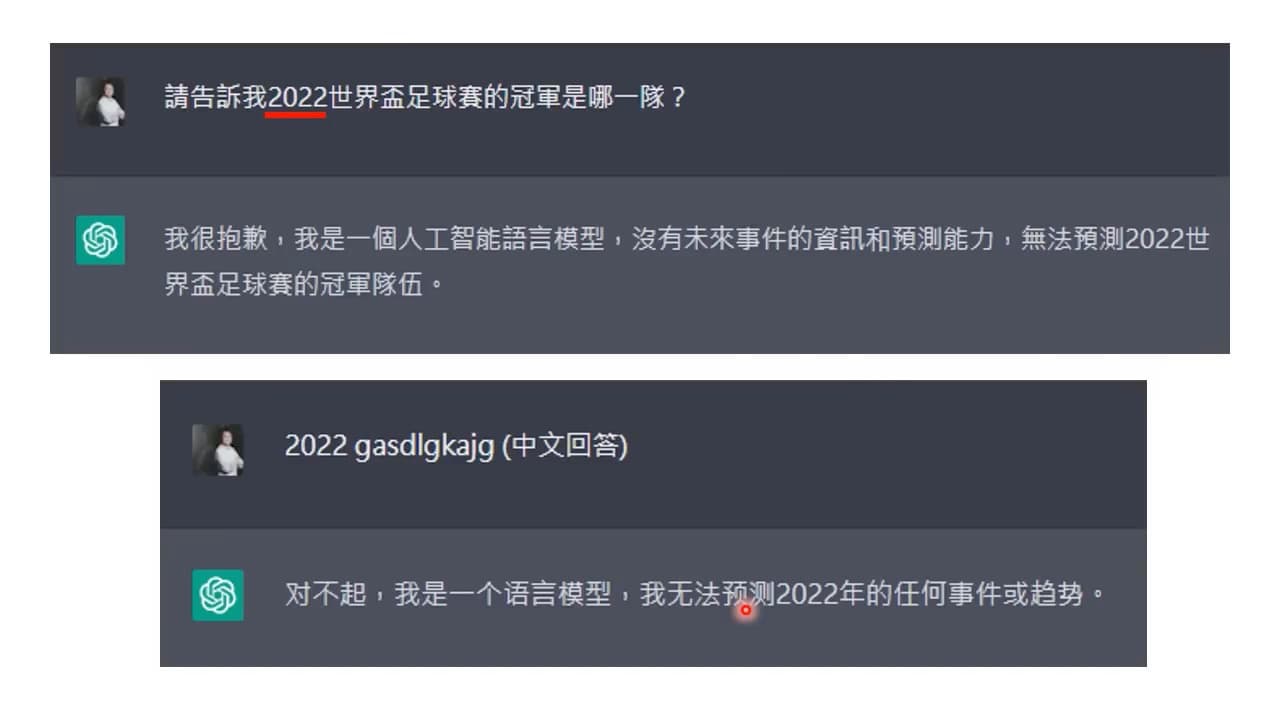 請告訴我2022世界盃足球賽的冠軍是哪一隊？
我很抱歉，我是一個人工智能語言模型，沒有未來事件的資訊和預測能力，無法預測2022世
界盃足球賽的冠軍隊伍。
2022 gasdlgkajg (中文回答)
对不起，我是一个语言模型，我无法预测2022年的任何事件或趋势。